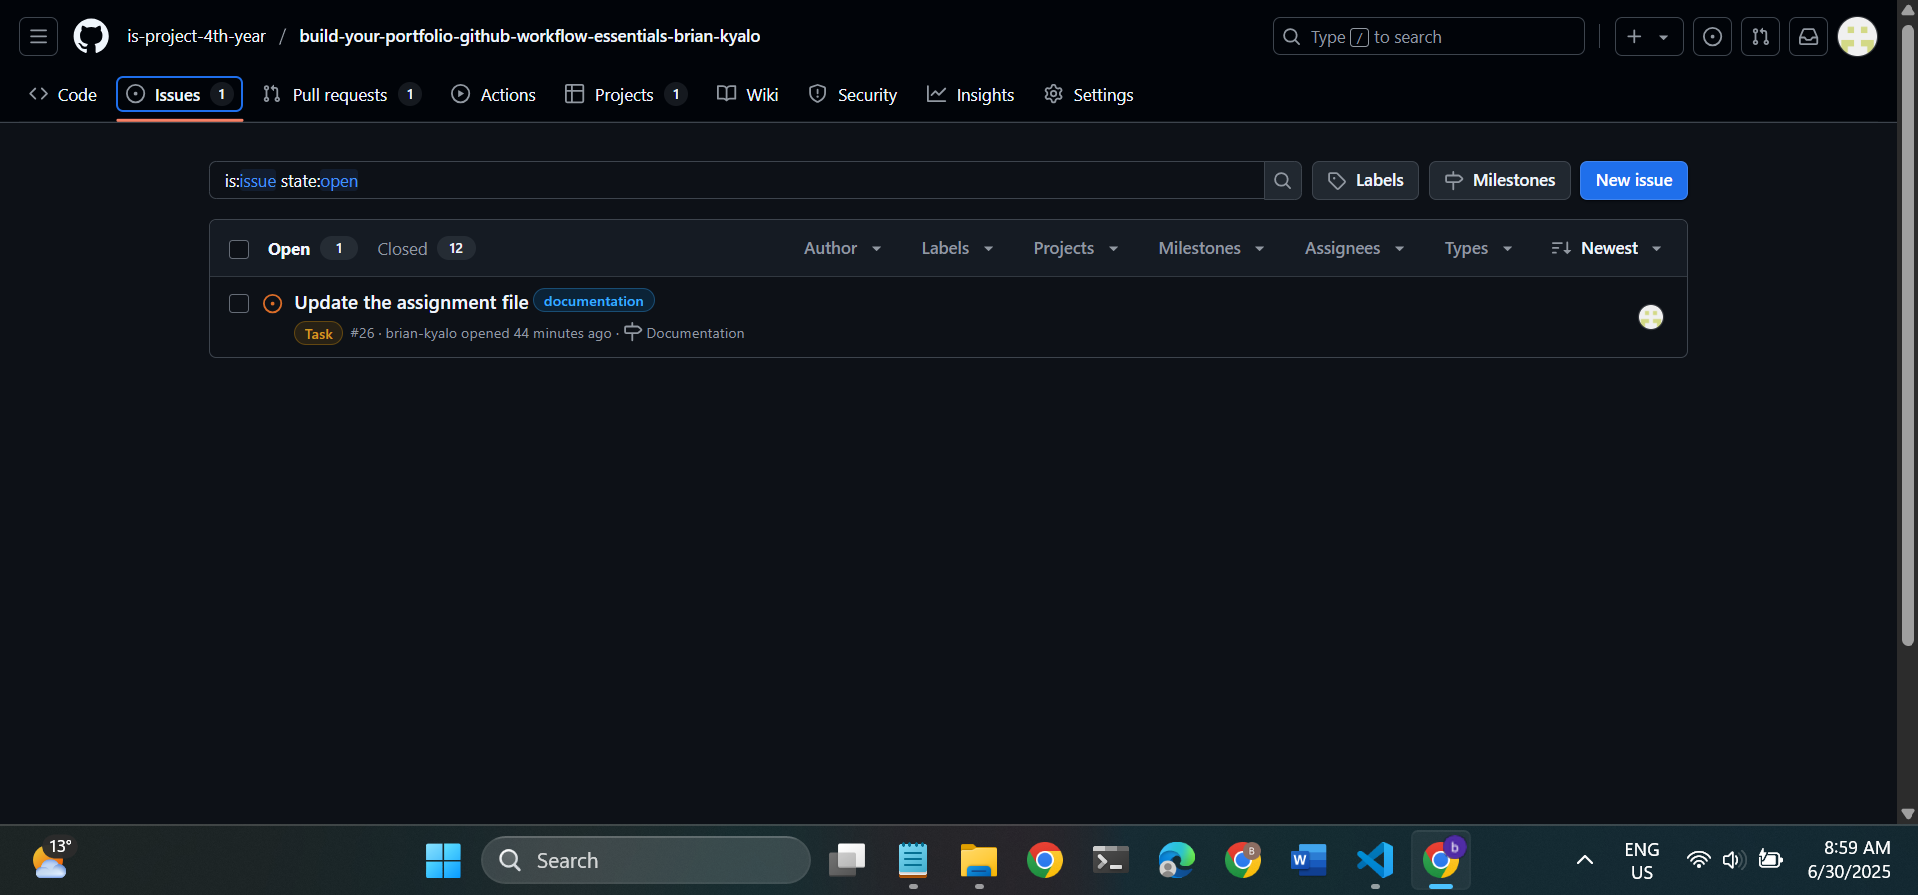 is-project-4th-year / build-your-portfolio-github-workflow-essentials-brian-kyalo
Type / to search
Code
Issues 1
Pull requests 1
Actions
Projects 1
Wiki
Security
Insights
Settings
is:issue state:open
Labels
Milestones
New issue
Open 1
Closed 12
Author
Labels
Projects
Milestones
Assignees
Types
Newest
Update the assignment file documentation
Task #26 · brian-kyalo opened 44 minutes ago · Documentation
13°
Search
B
W
b
ENG
US
8:59 AM
6/30/2025